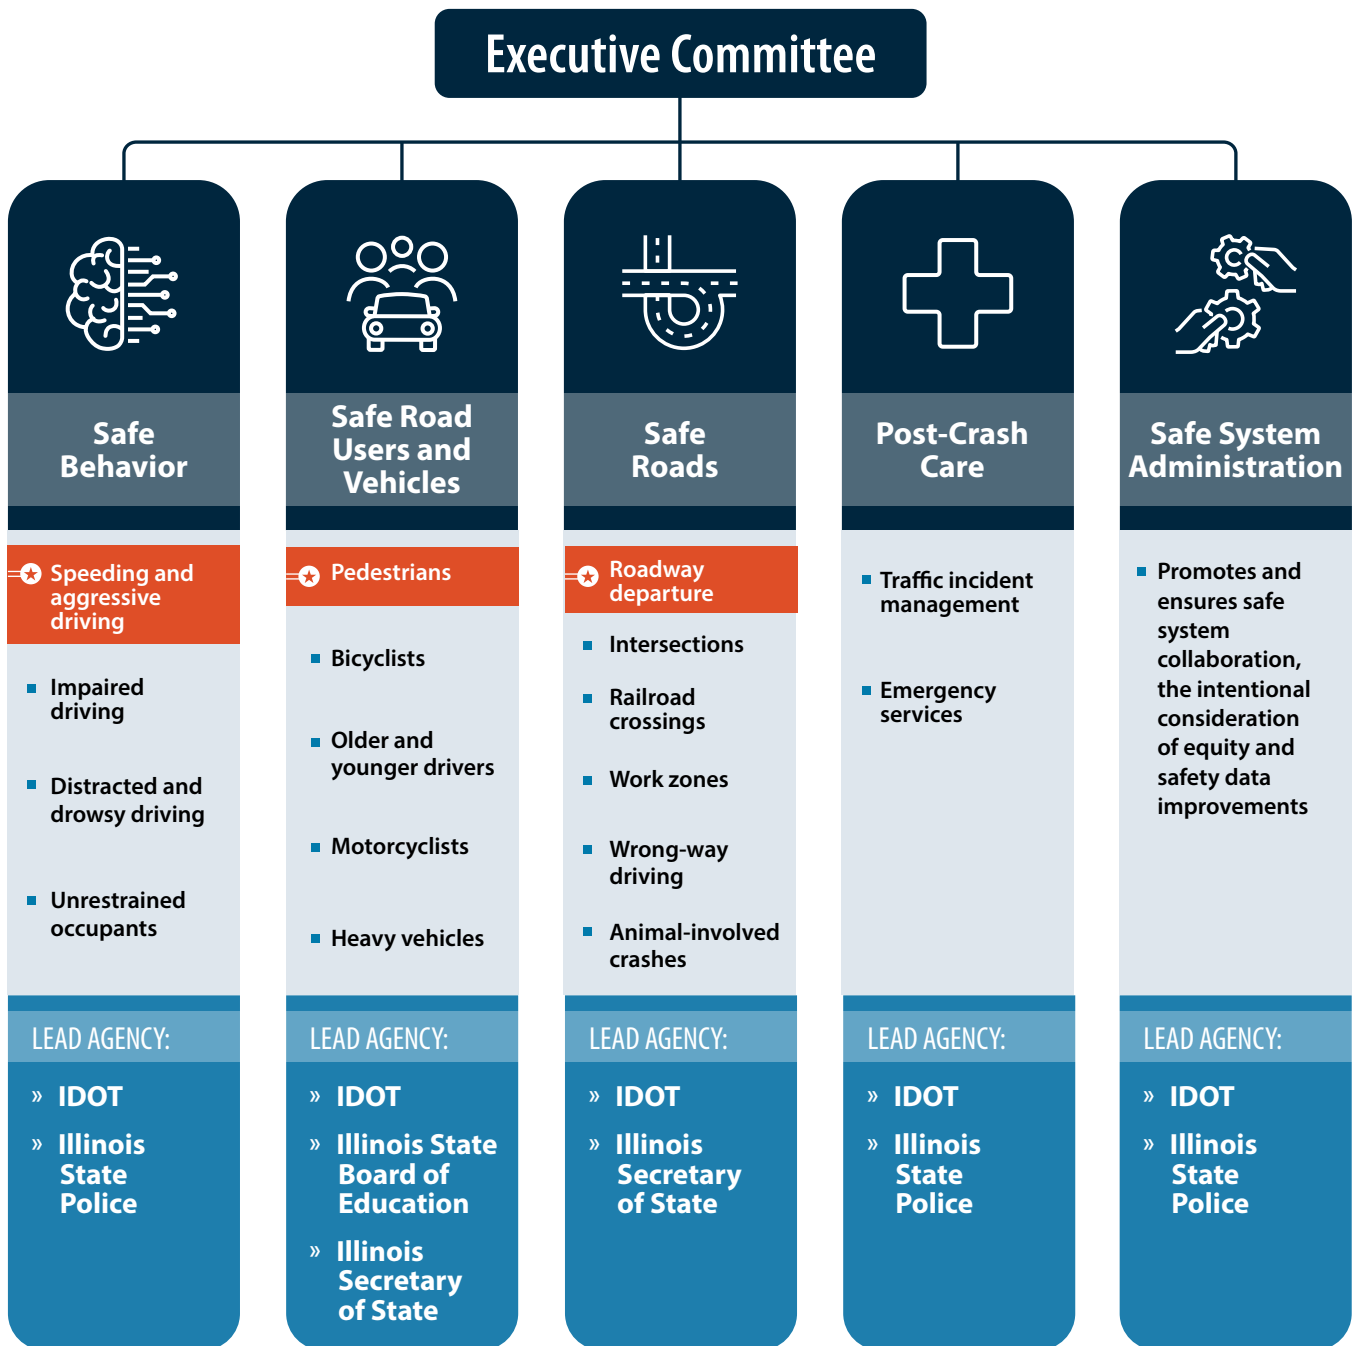 Executive Committee
Safe
Behavior
Speeding and
aggressive
driving
Impaired
driving
Distracted and
drowsy driving
Unrestrained
occupants
LEAD AGENCY:
» IDOT
» Illinois
State
Police
Safe Road
Users and
Vehicles
Pedestrians
Bicyclists
Older and
younger drivers
Motorcyclists
Heavy vehicles
LEAD AGENCY:
» IDOT
» Illinois State
Board of
Education
» Illinois
Secretary
of State
Safe
Roads
Roadway
departure
Intersections
Railroad
crossings
Work zones
Wrong-way
driving
Animal-involved
crashes
LEAD AGENCY:
» IDOT
» Illinois
Secretary
of State
Post-Crash
Care
Traffic incident
management
Emergency
services
LEAD AGENCY:
» IDOT
» Illinois
State
Police
Safe System
Administration
Promotes and
ensures safe
system
collaboration,
the intentional
consideration
of equity and
safety data
improvements
LEAD AGENCY:
» IDOT
» Illinois
State
Police